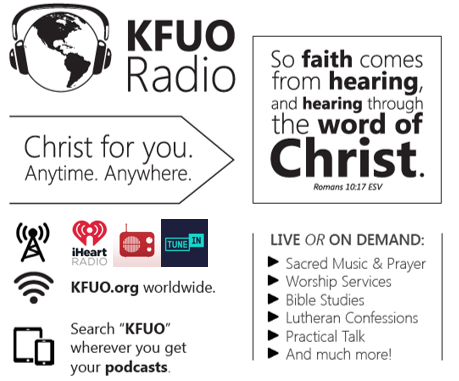 KFUO
Radio
So faith comes
from hearing,
and hearing through
the word of
Christ.
Romans 10:17 ESV
Christ for you.
Anytime. Anywhere.
iHeart
RADIO
TUNE IN
KFUO.org worldwide.
Search “KFUO”
wherever you get
your podcasts.
LIVE OR ON DEMAND:
Sacred Music & Prayer
Worship Services
Bible Studies
Lutheran Confessions
Practical Talk
And much more!